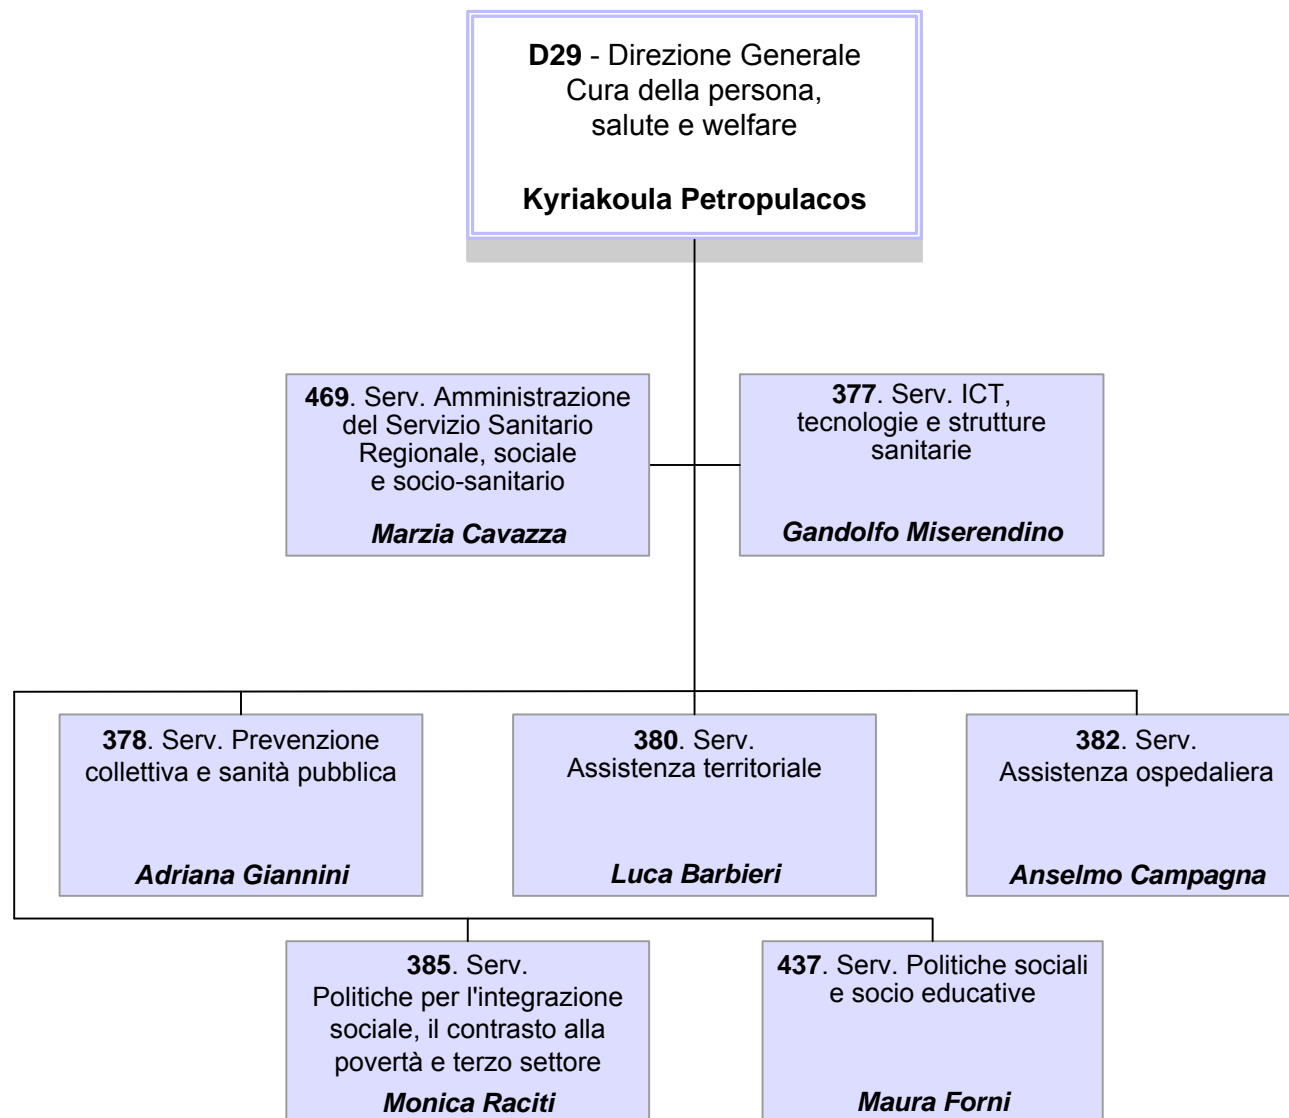 D29 - Direzione Generale
Cura della persona,
salute e welfare
Kyriakoula Petropulacos
469. Serv. Amministrazione
del Servizio Sanitario
Regionale, sociale
e socio-sanitario
Marzia Cavazza
377. Serv. ICT,
tecnologie e strutture
sanitarie
Gandolfo Miserendino
378. Serv. Prevenzione
collettiva e sanità pubblica
Adriana Giannini
380. Serv.
Assistenza territoriale
Luca Barbieri
382. Serv.
Assistenza ospedaliera
Anselmo Campagna
385. Serv.
Politiche per l'integrazione
sociale, il contrasto alla
povertà e terzo settore
Monica Raciti
437. Serv. Politiche sociali
e socio educative
Maura Forni